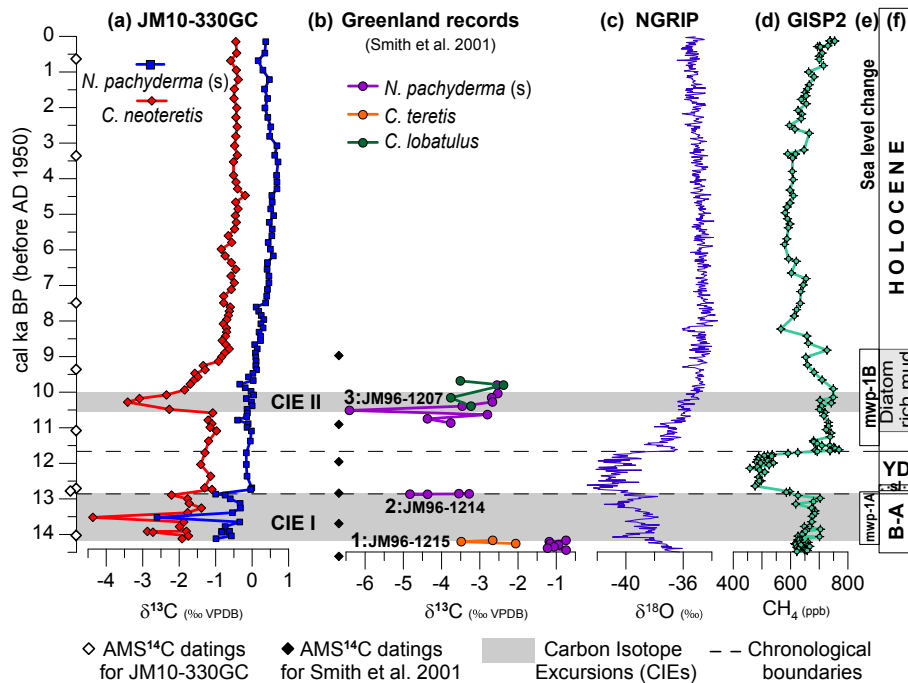 (a) JM10-330GC
(b) Greenland records
(Smith et al. 2001)
(c) NGRIP
(d) GISP2
(e)
(f)
cal ka BP (before AD 1950)
0
1
2
3
4
5
6
7
8
9
10
11
12
13
14
N. pachyderma (s)
C. neoteretis
N. pachyderma (s)
C. teretis
C. lobatulus
CIE II
3:JM96-1207
CIE I
2:JM96-1214
1:JM96-1215
Sea level change
mwp-1B
mwp-1A
HOLOCENE
Diatom
rich mud
YD
B-A
-4 -3 -2 -1 0 1
δ¹³C (‰ VPDB)
-6 -5 -4 -3 -2 -1 0
δ¹³C (‰ VPDB)
-40 -36
δ¹⁸O (‰)
400 600 800
CH₄ (ppb)
AMS¹⁴C datings
for JM10-330GC
AMS¹⁴C datings
for Smith et al. 2001
Carbon Isotope
Excursions (CIEs)
Chronological
boundaries